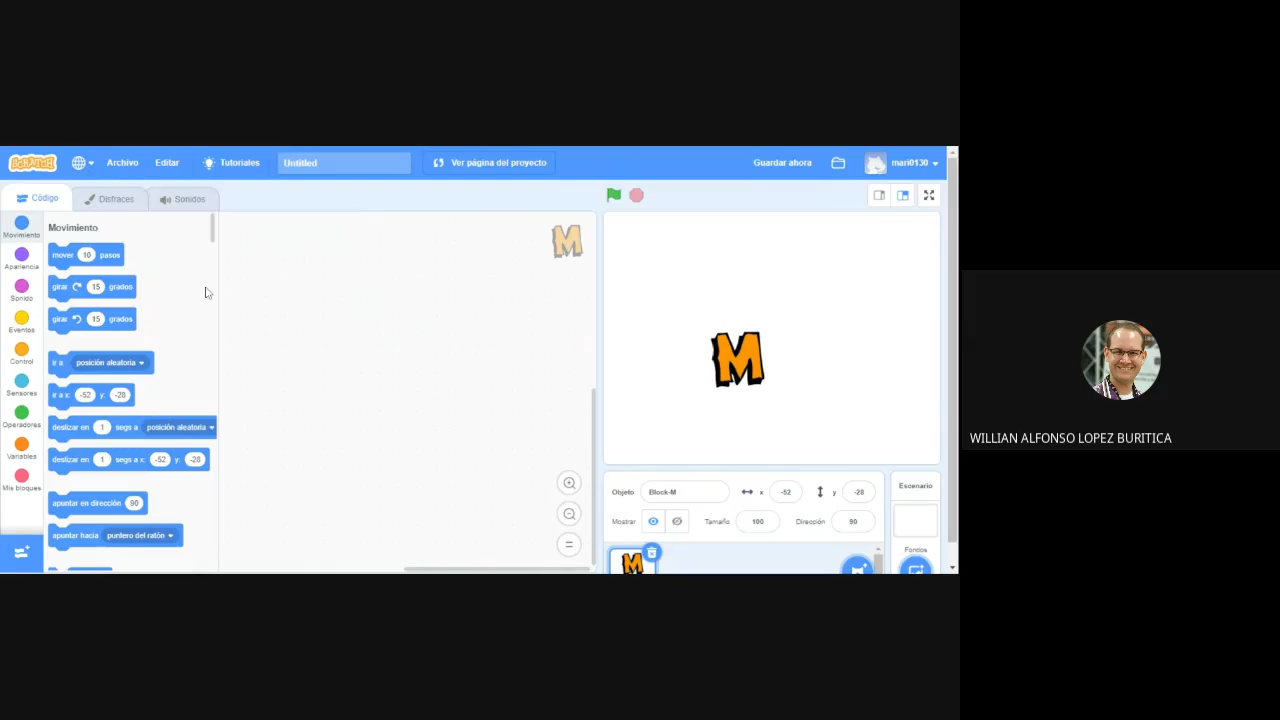 SCRATCH
Archivo
Editar
Tutoriales
Untitled
Ver página del proyecto
Guardar ahora
mari0130
Código
Disfraces
Sonidos
Movimiento
Apariencia
Sonido
Eventos
Control
Sensores
Operadores
Variables
Mis bloques
Movimiento
mover 10 pasos
girar 15 grados
girar 15 grados
ir a posición aleatoria
ir a x: -52 y: -28
deslizar en 1 segs a posición aleatoria
deslizar en 1 segs a x: -52 y: -28
apuntar en dirección 90
apuntar hacia puntero del ratón
M
M
Objeto Block-M x -52 y -28
Mostrar Tamaño 100 Dirección 90
M
Escenario
Fondos
WILLIAN ALFONSO LOPEZ BURITICA